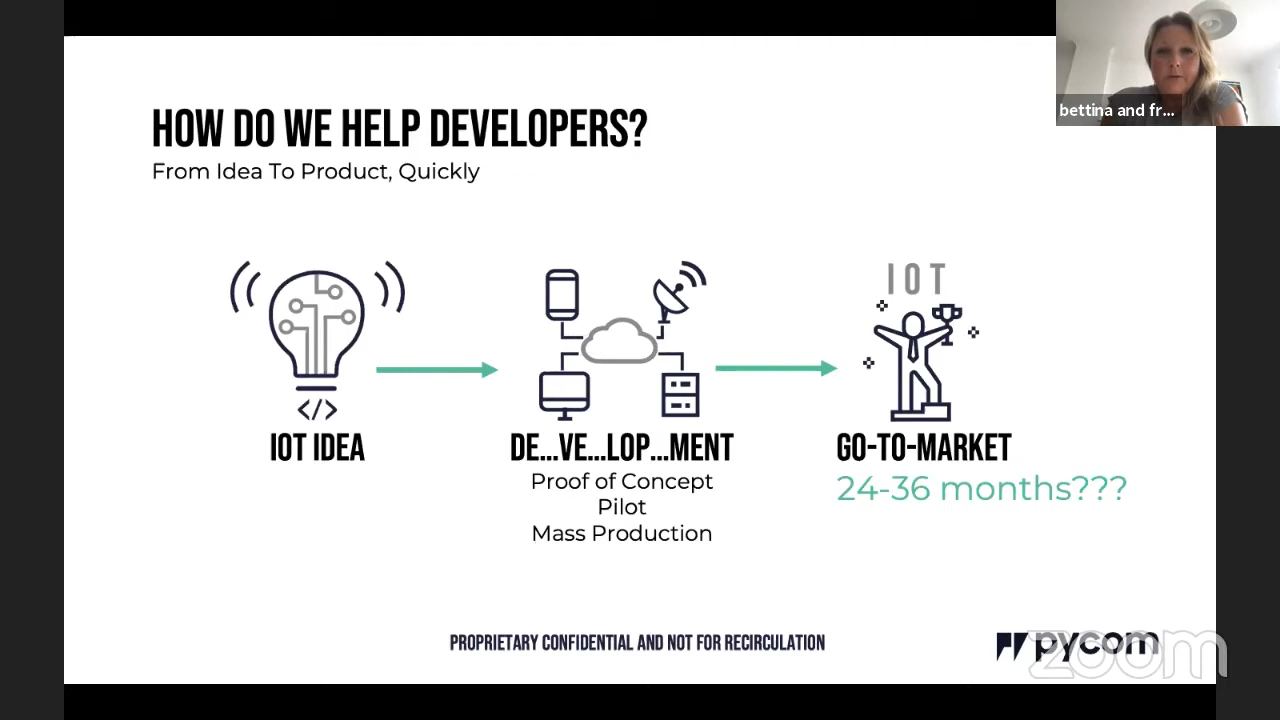 bettina and fr...
HOW DO WE HELP DEVELOPERS?
From Idea To Product, Quickly
IOT
</>
IOT IDEA
DE...VE...LOP...MENT
GO-TO-MARKET
Proof of Concept
24-36 months???
Pilot
Mass Production
PROPRIETARY CONFIDENTIAL AND NOT FOR RECIRCULATION
pycom
zoom